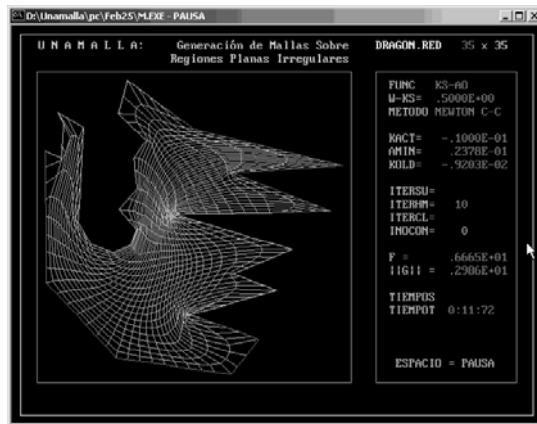 D:\Unamalla\pc\Feb25\M.EXE - PAUSA
U N A M A L L A: Generación de Mallas Sobre DRAGON.RED 35 x 35
Regiones Planas Irregulares
FUNC KS-AO
W-KS= .5000E+00
METODO NEWTON C-C
KACT= -.1000E-01
AMIN= .2378E-01
KOLD= -.9203E-02
ITERSU=
ITERHM= 10
ITERCL=
INOCON= 0
F = .6665E+01
||G|| = .2986E+01
TIEMPOS
TIEMPOT 0:11:72
ESPACIO = PAUSA